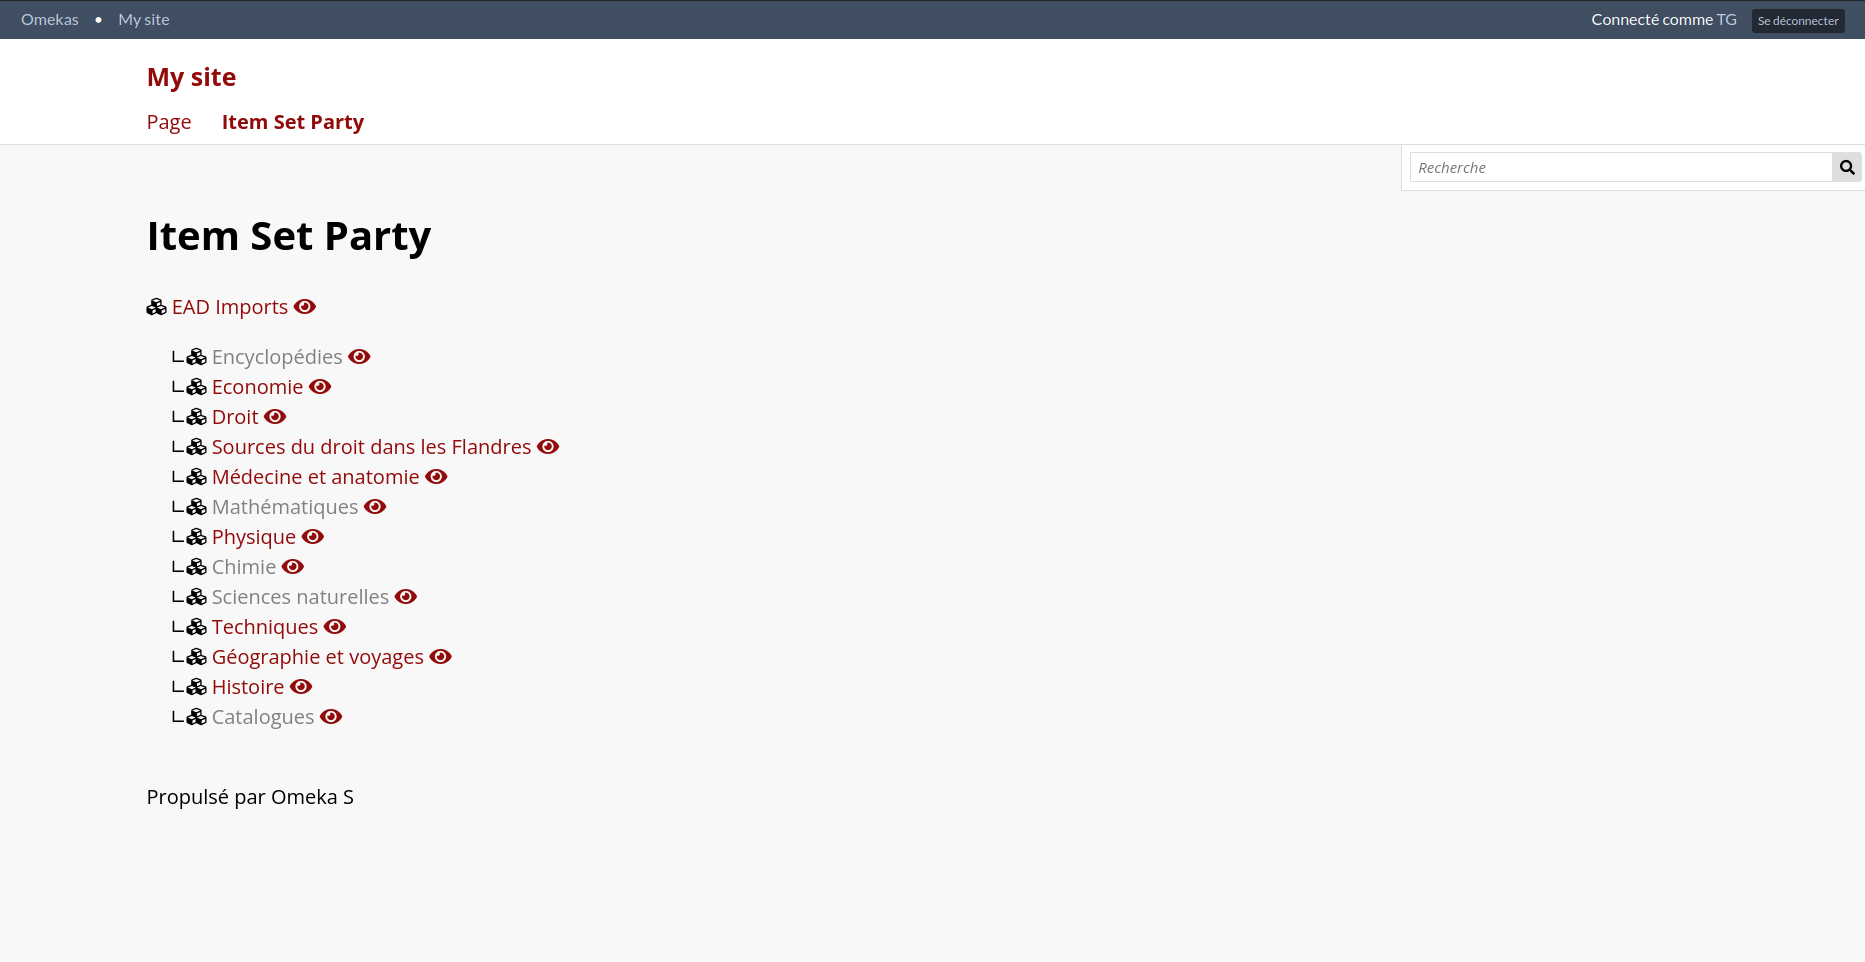 Omekas • My site Connecté comme TG Se déconnecter
My site
Page Item Set Party
Recherche
Item Set Party
EAD Imports
Encyclopédies
Economie
Droit
Sources du droit dans les Flandres
Médecine et anatomie
Mathématiques
Physique
Chimie
Sciences naturelles
Techniques
Géographie et voyages
Histoire
Catalogues
Propulsé par Omeka S